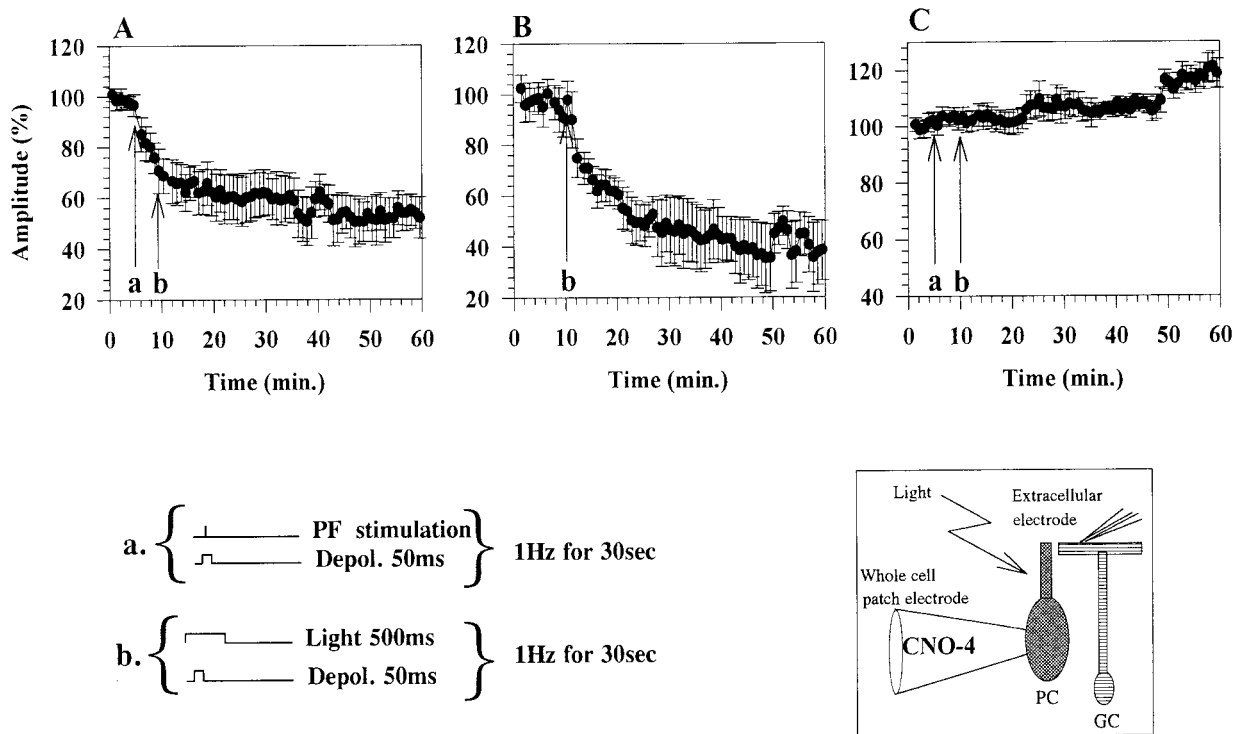 A
120
100
80
60
40
20
Amplitude (%)
a
b
0 10 20 30 40 50 60
Time (min.)
B
120
100
80
60
40
20
b
0 10 20 30 40 50 60
Time (min.)
C
120
100
80
60
40
a
b
0 10 20 30 40 50 60
Time (min.)
a.
PF stimulation
Depol. 50ms
1Hz for 30sec
b.
Light 500ms
Depol. 50ms
1Hz for 30sec
Light
Extracellular
electrode
Whole cell
patch electrode
CNO-4
PC
GC